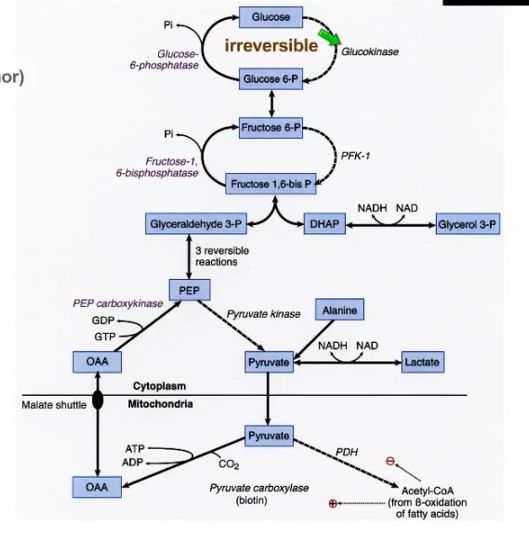 Glucose
Pi
irreversible
Glucokinase
Glucose-
6-phosphatase
Glucose 6-P
nor)
Fructose 6-P
Pi
PFK-1
Fructose-1,
6-bisphosphatase
Fructose 1,6-bis P
NADH NAD
Glyceraldehyde 3-P
DHAP
Glycerol 3-P
3 reversible
reactions
PEP
PEP carboxykinase
Alanine
GDP
Pyruvate kinase
GTP
NADH NAD
OAA
Pyruvate
Lactate
Cytoplasm
Malate shuttle
Mitochondria
Pyruvate
ATP
PDH
ADP
CO2
OAA
Pyruvate carboxylase
(biotin)
Acetyl-CoA
(from ß-oxidation
of fatty acids)